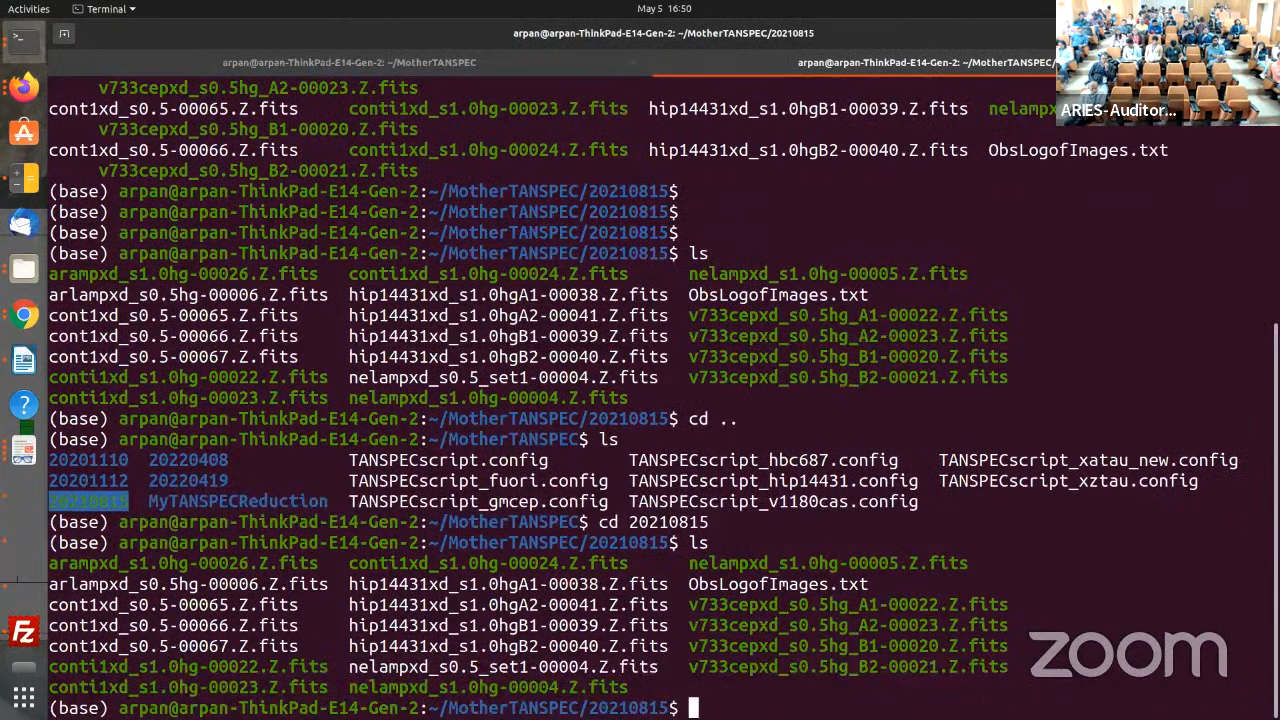 Activities Terminal May 5 16:50
arpan@arpan-ThinkPad-E14-Gen-2: ~/MotherTANSPEC/20210815
arpan@arpan-ThinkPad-E14-Gen-2: ~/MotherTANSPEC arpan@arpan-ThinkPad-E14-Gen-2: ~/MotherTANSPEC/
ARIES-Auditor...
v733cepxd_s0.5hg_A2-00023.Z.fits
cont1xd_s0.5-00065.Z.fits conti1xd_s1.0hg-00023.Z.fits hip14431xd_s1.0hgB1-00039.Z.fits nelampx
v733cepxd_s0.5hg_B1-00020.Z.fits
cont1xd_s0.5-00066.Z.fits conti1xd_s1.0hg-00024.Z.fits hip14431xd_s1.0hgB2-00040.Z.fits ObsLogofImages.txt
v733cepxd_s0.5hg_B2-00021.Z.fits
(base) arpan@arpan-ThinkPad-E14-Gen-2:~/MotherTANSPEC/20210815$
(base) arpan@arpan-ThinkPad-E14-Gen-2:~/MotherTANSPEC/20210815$
(base) arpan@arpan-ThinkPad-E14-Gen-2:~/MotherTANSPEC/20210815$
(base) arpan@arpan-ThinkPad-E14-Gen-2:~/MotherTANSPEC/20210815$ ls
arampxd_s1.0hg-00026.Z.fits conti1xd_s1.0hg-00024.Z.fits nelampxd_s1.0hg-00005.Z.fits
arlampxd_s0.5hg-00006.Z.fits hip14431xd_s1.0hgA1-00038.Z.fits ObsLogofImages.txt
cont1xd_s0.5-00065.Z.fits hip14431xd_s1.0hgA2-00041.Z.fits v733cepxd_s0.5hg_A1-00022.Z.fits
cont1xd_s0.5-00066.Z.fits hip14431xd_s1.0hgB1-00039.Z.fits v733cepxd_s0.5hg_A2-00023.Z.fits
cont1xd_s0.5-00067.Z.fits hip14431xd_s1.0hgB2-00040.Z.fits v733cepxd_s0.5hg_B1-00020.Z.fits
conti1xd_s1.0hg-00022.Z.fits nelampxd_s0.5_set1-00004.Z.fits v733cepxd_s0.5hg_B2-00021.Z.fits
conti1xd_s1.0hg-00023.Z.fits nelampxd_s1.0hg-00004.Z.fits
(base) arpan@arpan-ThinkPad-E14-Gen-2:~/MotherTANSPEC/20210815$ cd ..
(base) arpan@arpan-ThinkPad-E14-Gen-2:~/MotherTANSPEC$ ls
20201110 20220408 TANSPECscript.config TANSPECscript_hbc687.config TANSPECscript_xatau_new.config
20201112 20220419 TANSPECscript_fuori.config TANSPECscript_hip14431.config TANSPECscript_xztau.config
20210815 MyTANSPECReduction TANSPECscript_gmcep.config TANSPECscript_v1180cas.config
(base) arpan@arpan-ThinkPad-E14-Gen-2:~/MotherTANSPEC$ cd 20210815
(base) arpan@arpan-ThinkPad-E14-Gen-2:~/MotherTANSPEC/20210815$ ls
arampxd_s1.0hg-00026.Z.fits conti1xd_s1.0hg-00024.Z.fits nelampxd_s1.0hg-00005.Z.fits
arlampxd_s0.5hg-00006.Z.fits hip14431xd_s1.0hgA1-00038.Z.fits ObsLogofImages.txt
cont1xd_s0.5-00065.Z.fits hip14431xd_s1.0hgA2-00041.Z.fits v733cepxd_s0.5hg_A1-00022.Z.fits
cont1xd_s0.5-00066.Z.fits hip14431xd_s1.0hgB1-00039.Z.fits v733cepxd_s0.5hg_A2-00023.Z.fits
cont1xd_s0.5-00067.Z.fits hip14431xd_s1.0hgB2-00040.Z.fits v733cepxd_s0.5hg_B1-00020.Z.fits
conti1xd_s1.0hg-00022.Z.fits nelampxd_s0.5_set1-00004.Z.fits v733cepxd_s0.5hg_B2-00021.Z.fits
conti1xd_s1.0hg-00023.Z.fits nelampxd_s1.0hg-00004.Z.fits
(base) arpan@arpan-ThinkPad-E14-Gen-2:~/MotherTANSPEC/20210815$
zoom